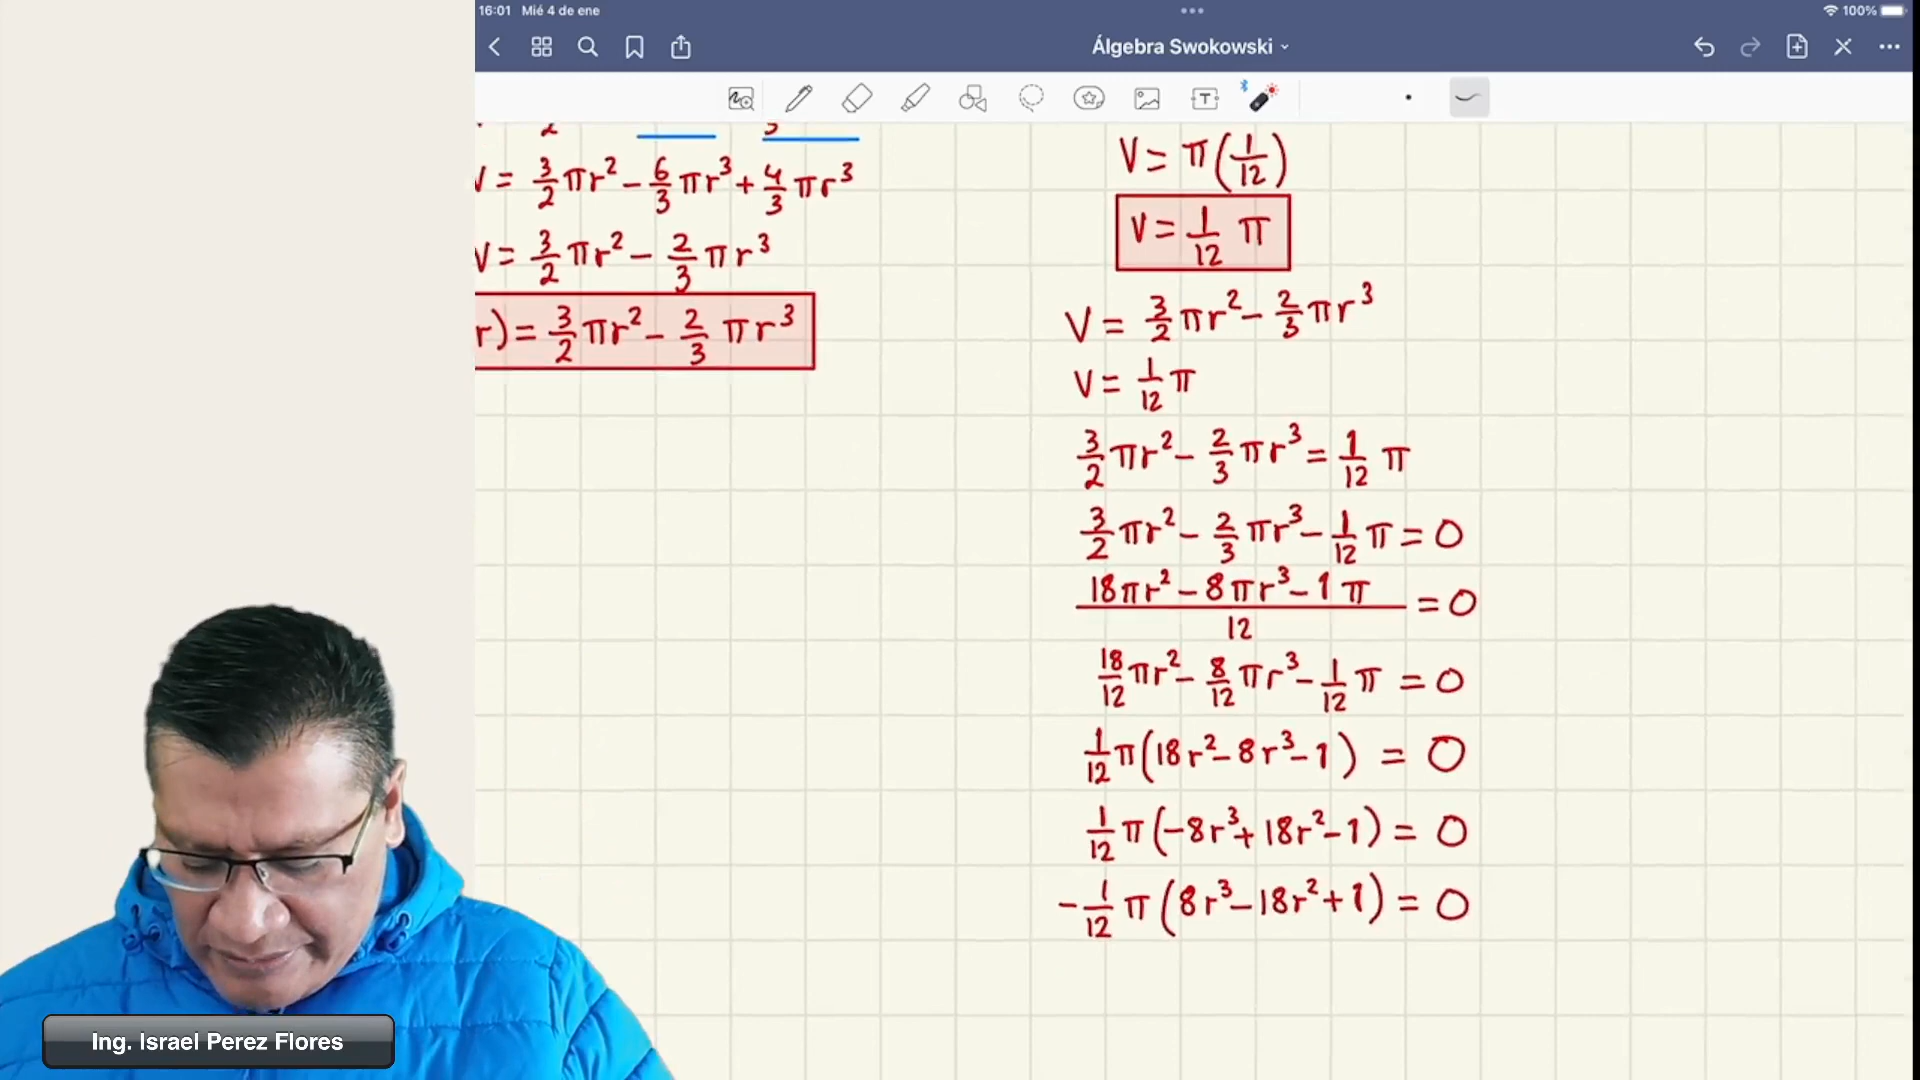 16:01 Mié 4 de ene
100%
Álgebra Swokowski
V = 3/2 πr² − 6/3 πr³ + 4/3 πr³
V = 3/2 πr² − 2/3 πr³
r) = 3/2 πr² − 2/3 πr³
V = π(1/12)
V = 1/12 π
V = 3/2 πr² − 2/3 πr³
V = 1/12 π
3/2 πr² − 2/3 πr³ = 1/12 π
3/2 πr² − 2/3 πr³ − 1/12 π = 0
18πr² − 8πr³ − 1π / 12 = 0
18/12 πr² − 8/12 πr³ − 1/12 π = 0
1/12 π(18r² − 8r³ − 1) = 0
1/12 π(−8r³ + 18r² − 1) = 0
−1/12 π(8r³ − 18r² + 1) = 0
Ing. Israel Perez Flores